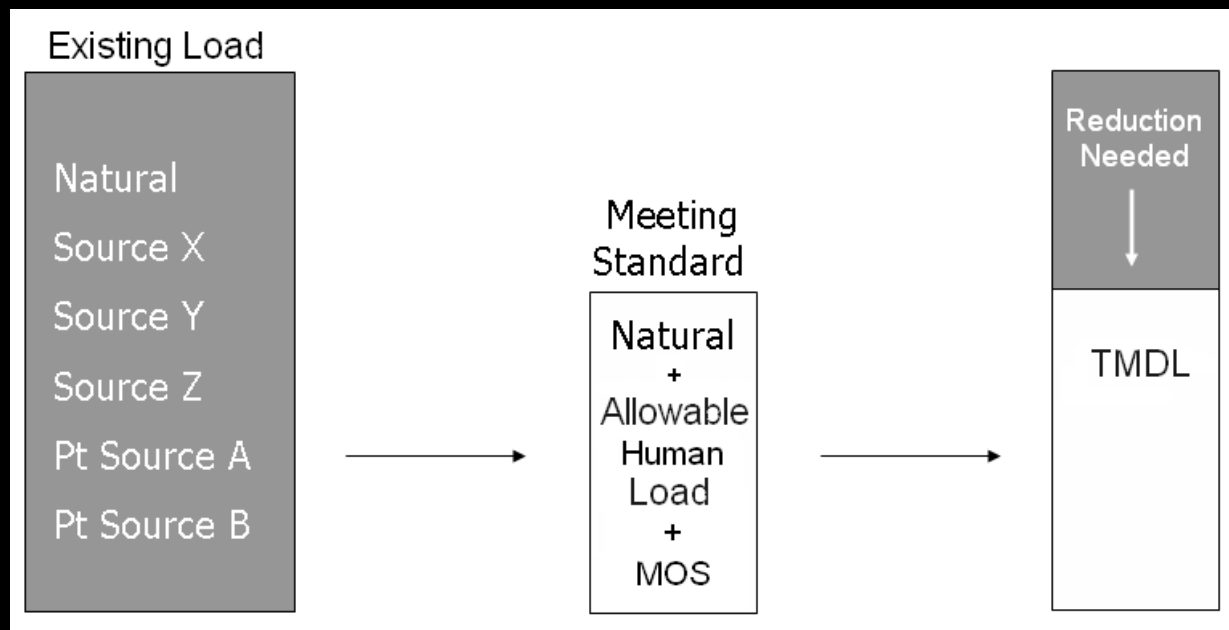 Existing Load
Natural
Source X
Source Y
Source Z
Pt Source A
Pt Source B
Meeting
Standard
Natural
+
Allowable
Human
Load
+
MOS
Reduction
Needed
TMDL